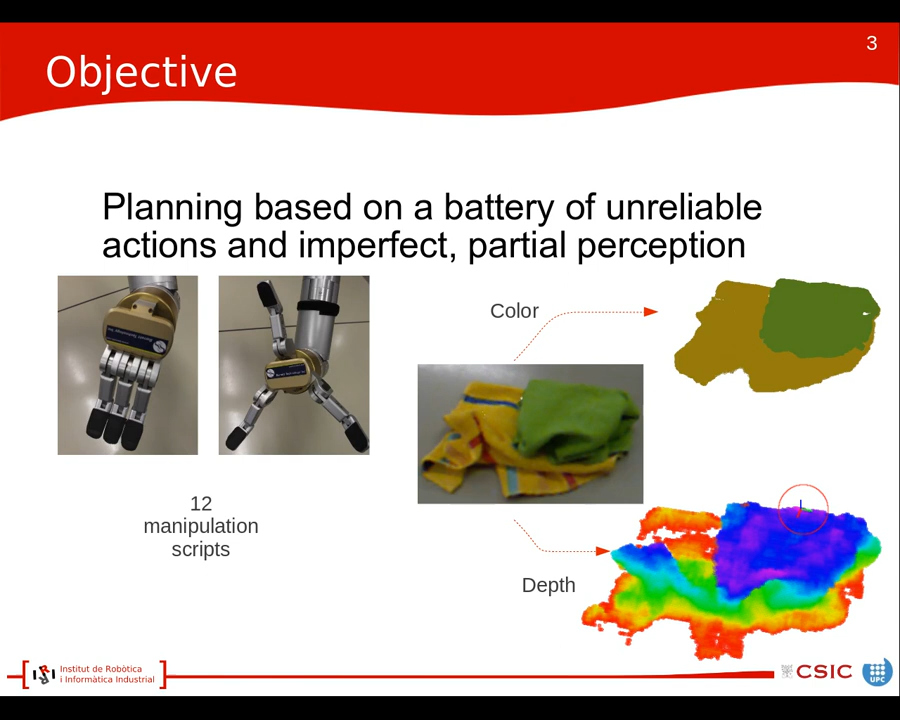 3
Objective
Planning based on a battery of unreliable
actions and imperfect, partial perception
Color
12
manipulation
scripts
Depth
Institut de Robòtica
i Informàtica Industrial
CSIC
UPC